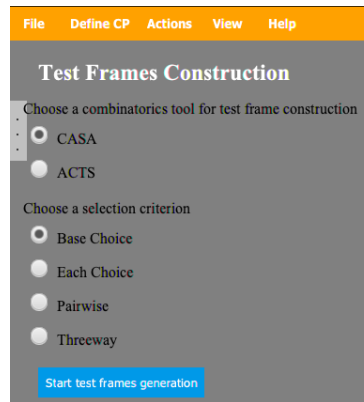 File Define CP Actions View Help
Test Frames Construction
Choose a combinatorics tool for test frame construction
CASA
ACTS
Choose a selection criterion
Base Choice
Each Choice
Pairwise
Threeway
Start test frames generation